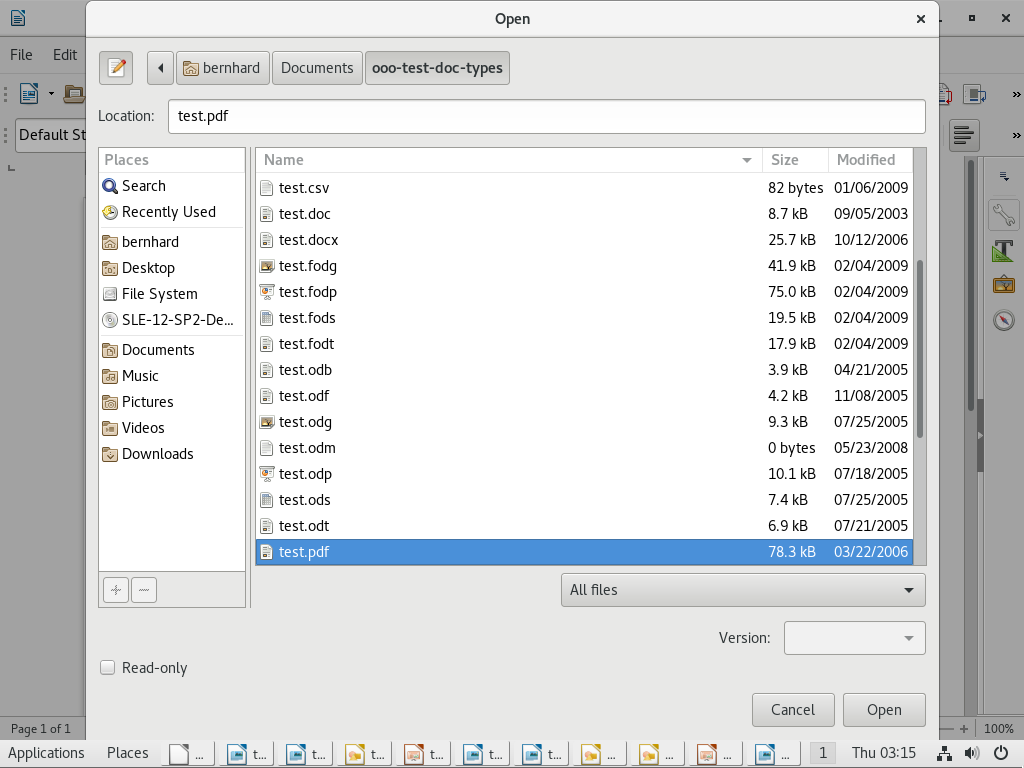 Open
File Edit
bernhard Documents ooo-test-doc-types
Location: test.pdf
Default St
Places
Search
Recently Used
bernhard
Desktop
File System
SLE-12-SP2-De...
Documents
Music
Pictures
Videos
Downloads
Name Size Modified
test.csv 82 bytes 01/06/2009
test.doc 8.7 kB 09/05/2003
test.docx 25.7 kB 10/12/2006
test.fodg 41.9 kB 02/04/2009
test.fodp 75.0 kB 02/04/2009
test.fods 19.5 kB 02/04/2009
test.fodt 17.9 kB 02/04/2009
test.odb 3.9 kB 04/21/2005
test.odf 4.2 kB 11/08/2005
test.odg 9.3 kB 07/25/2005
test.odm 0 bytes 05/23/2008
test.odp 10.1 kB 07/18/2005
test.ods 7.4 kB 07/25/2005
test.odt 6.9 kB 07/21/2005
test.pdf 78.3 kB 03/22/2006
All files
Version:
Read-only
Cancel Open
Page 1 of 1 100%
Applications Places ... t... t... ... t... t... t... ... ... ... ... 1 Thu 03:15